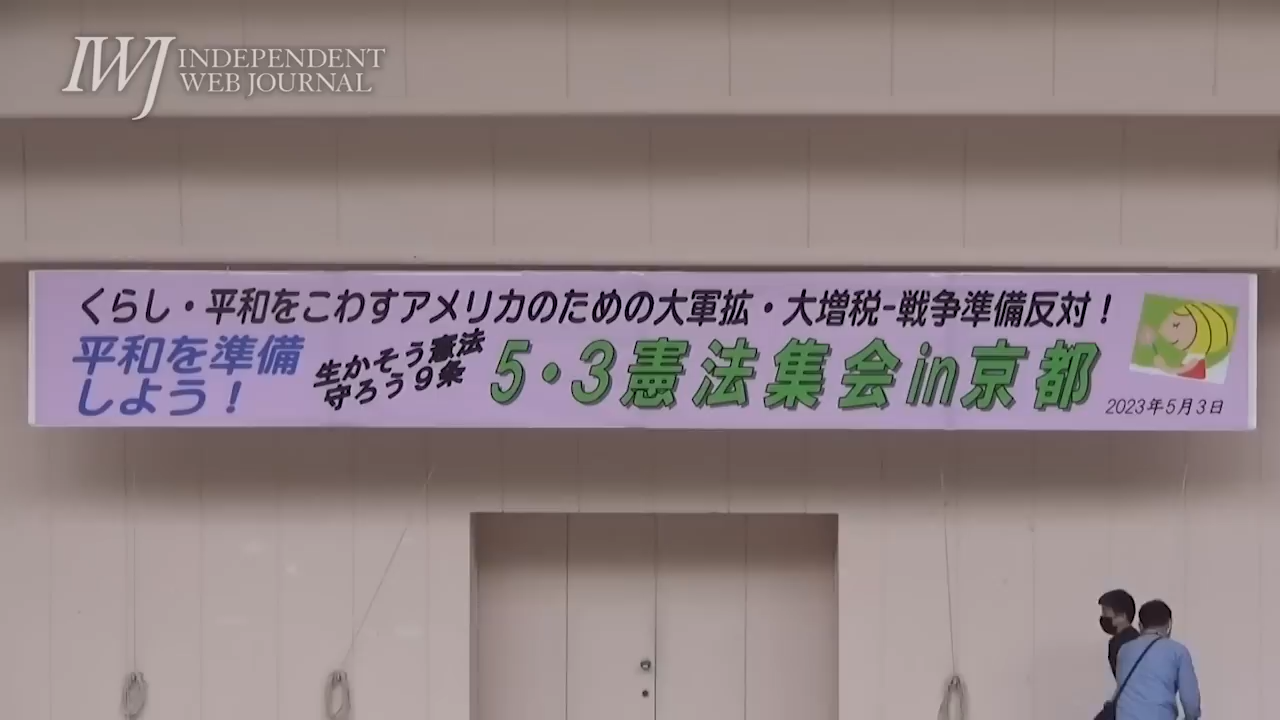 IWJ INDEPENDENT
WEB JOURNAL
くらし・平和をこわすアメリカのための大軍拡・大増税-戦争準備反対！
平和を準備
しよう！
生かそう憲法
守ろう9条
5・3憲法集会in京都
2023年5月3日